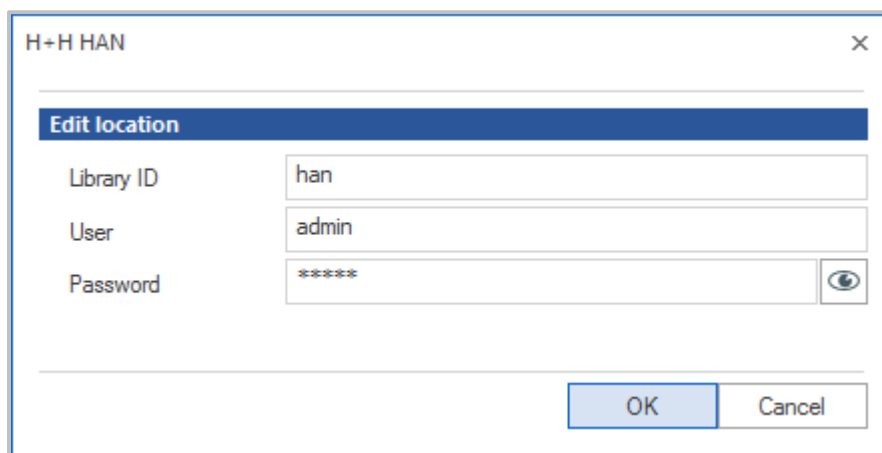 H+H HAN
Edit location
Library ID han
User admin
Password *****
OK Cancel